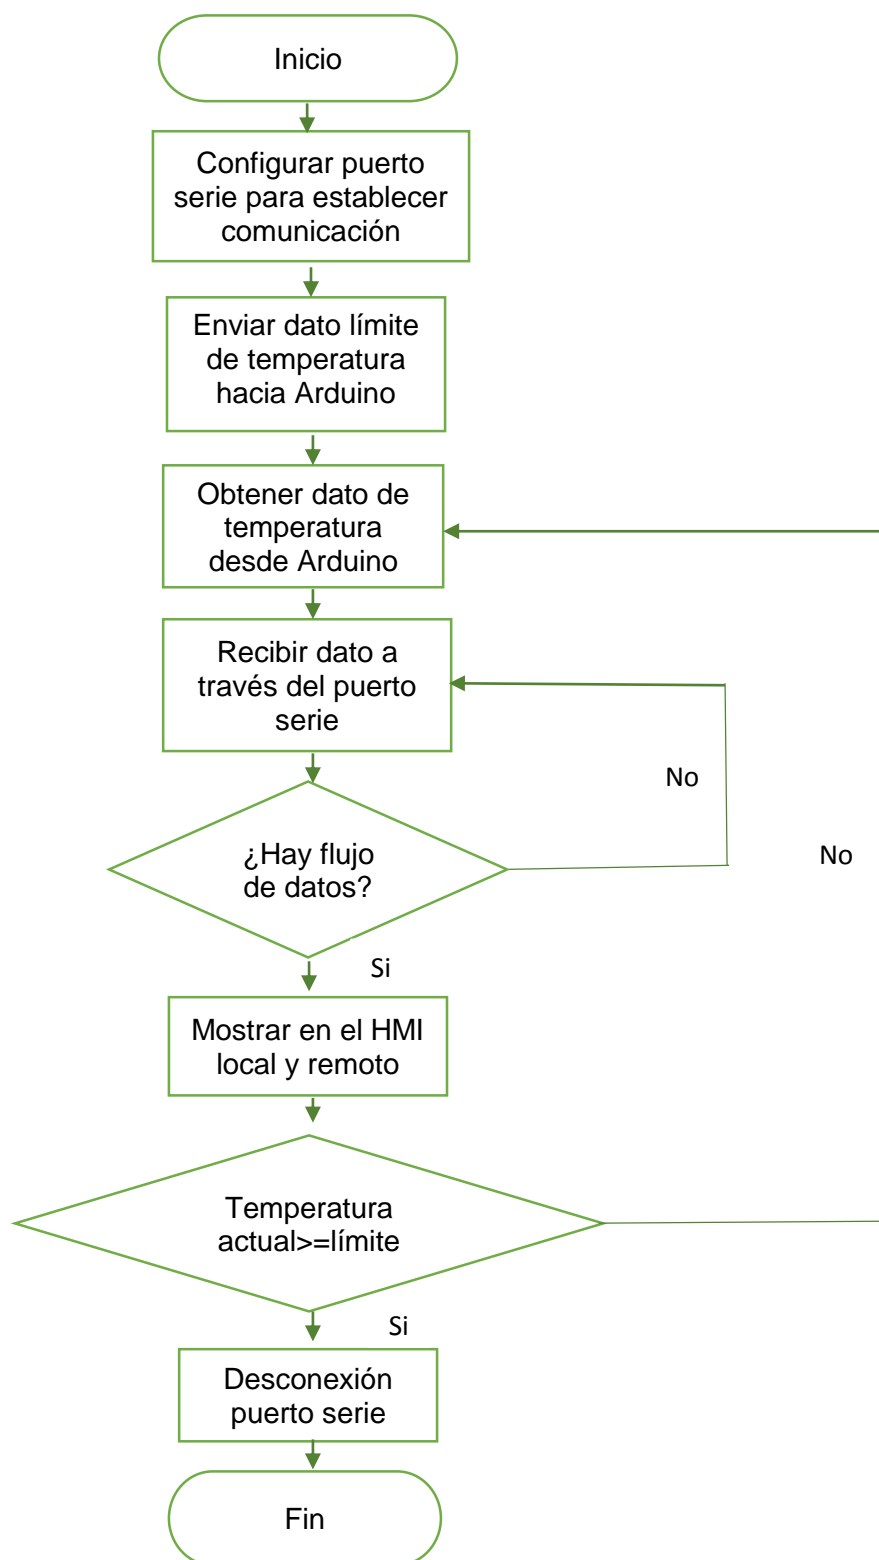 Inicio
Configurar puerto
serie para establecer
comunicación
Enviar dato límite
de temperatura
hacia Arduino
Obtener dato de
temperatura
desde Arduino
Recibir dato a
través del puerto
serie
No
¿Hay flujo
de datos?
No
Si
Mostrar en el HMI
local y remoto
Temperatura
actual>=límite
Si
Desconexión
puerto serie
Fin